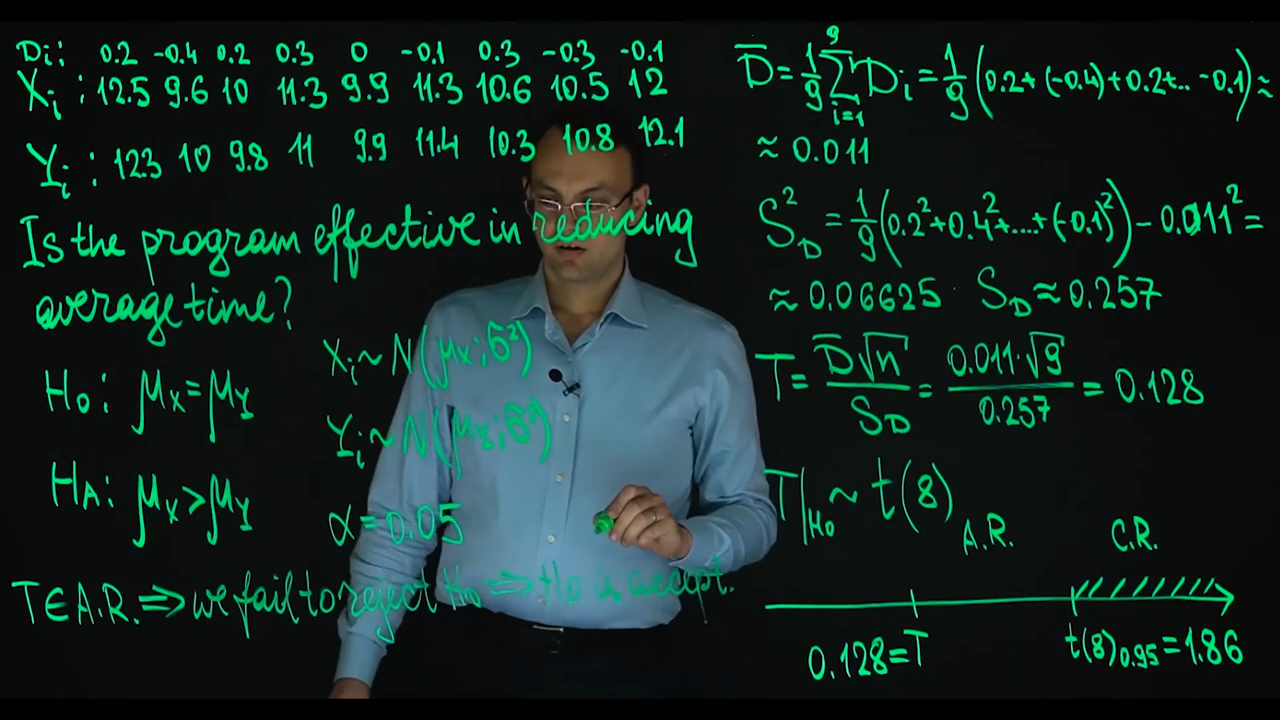 Di: 0.2 -0.4 0.2 0.3 0 -0.1 0.3 -0.3 -0.1
Xi: 12.5 9.6 10 11.3 9.9 11.3 10.6 10.5 12
Yi: 12.3 10 9.8 11 9.9 11.4 10.3 10.8 12.1
Is the program effective in reducing
average time?
Xi ~ N(μX; σ²)
H0: μX = μY
Yi ~ N(μY; σ²)
HA: μX > μY
α = 0.05
T ∈ A.R. ⟹ we fail to reject H0 ⟹ H0 is accept.
D̅ = 1/9 ∑_{i=1}^{9} Di = 1/9 (0.2 + (-0.4) + 0.2 + .. -0.1) ≈
≈ 0.011
S²D = 1/9 (0.2² + 0.4² + .... + (-0.1)²) - 0.011² =
≈ 0.06625 SD ≈ 0.257
T = D̅√n / SD = 0.011·√9 / 0.257 = 0.128
T|H0 ~ t(8)
A.R. C.R.
0.128 = T t(8)0.95 = 1.86